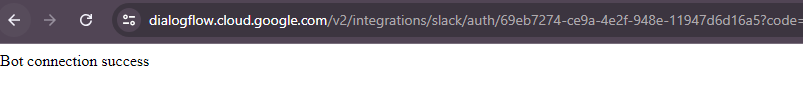 dialogflow.cloud.google.com/v2/integrations/slack/auth/69eb7274-ce9a-4e2f-948e-11947d6d16a5?code=
Bot connection success